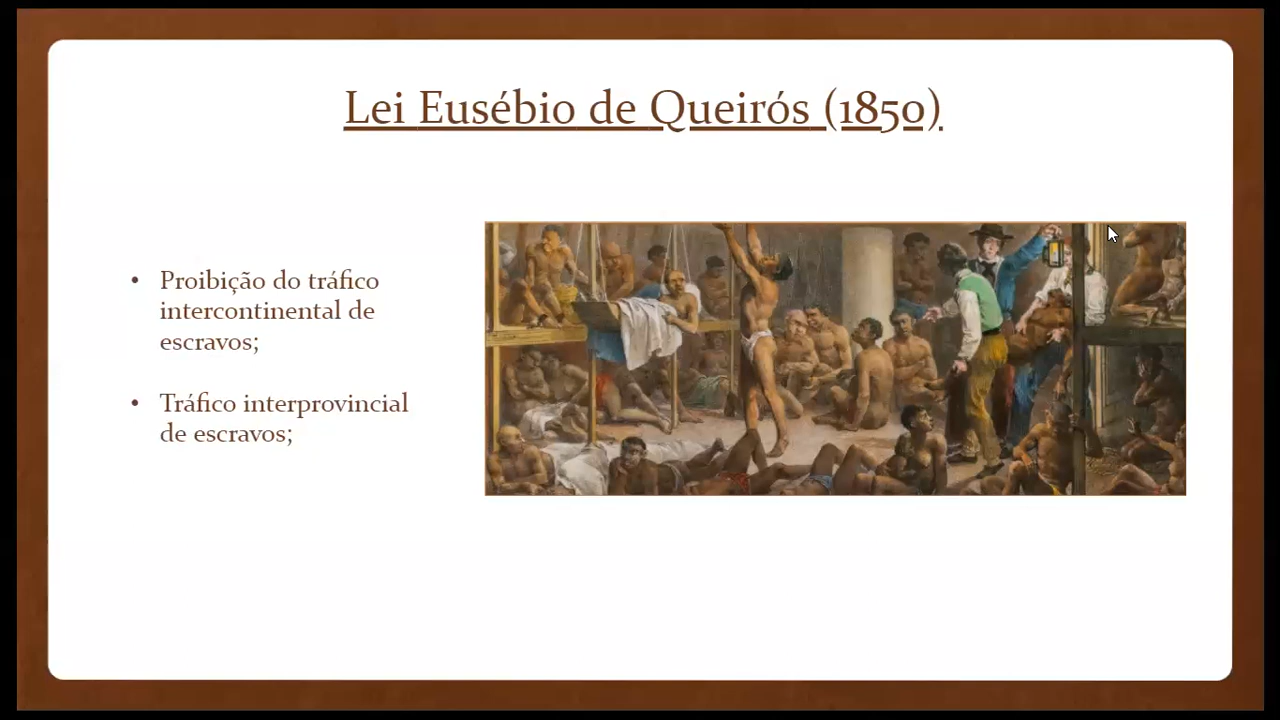 Lei Eusébio de Queirós (1850)
• Proibição do tráfico
intercontinental de
escravos;
• Tráfico interprovincial
de escravos;